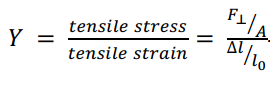 Y = tensile stress / tensile strain = F⊥/A / Δl/l₀